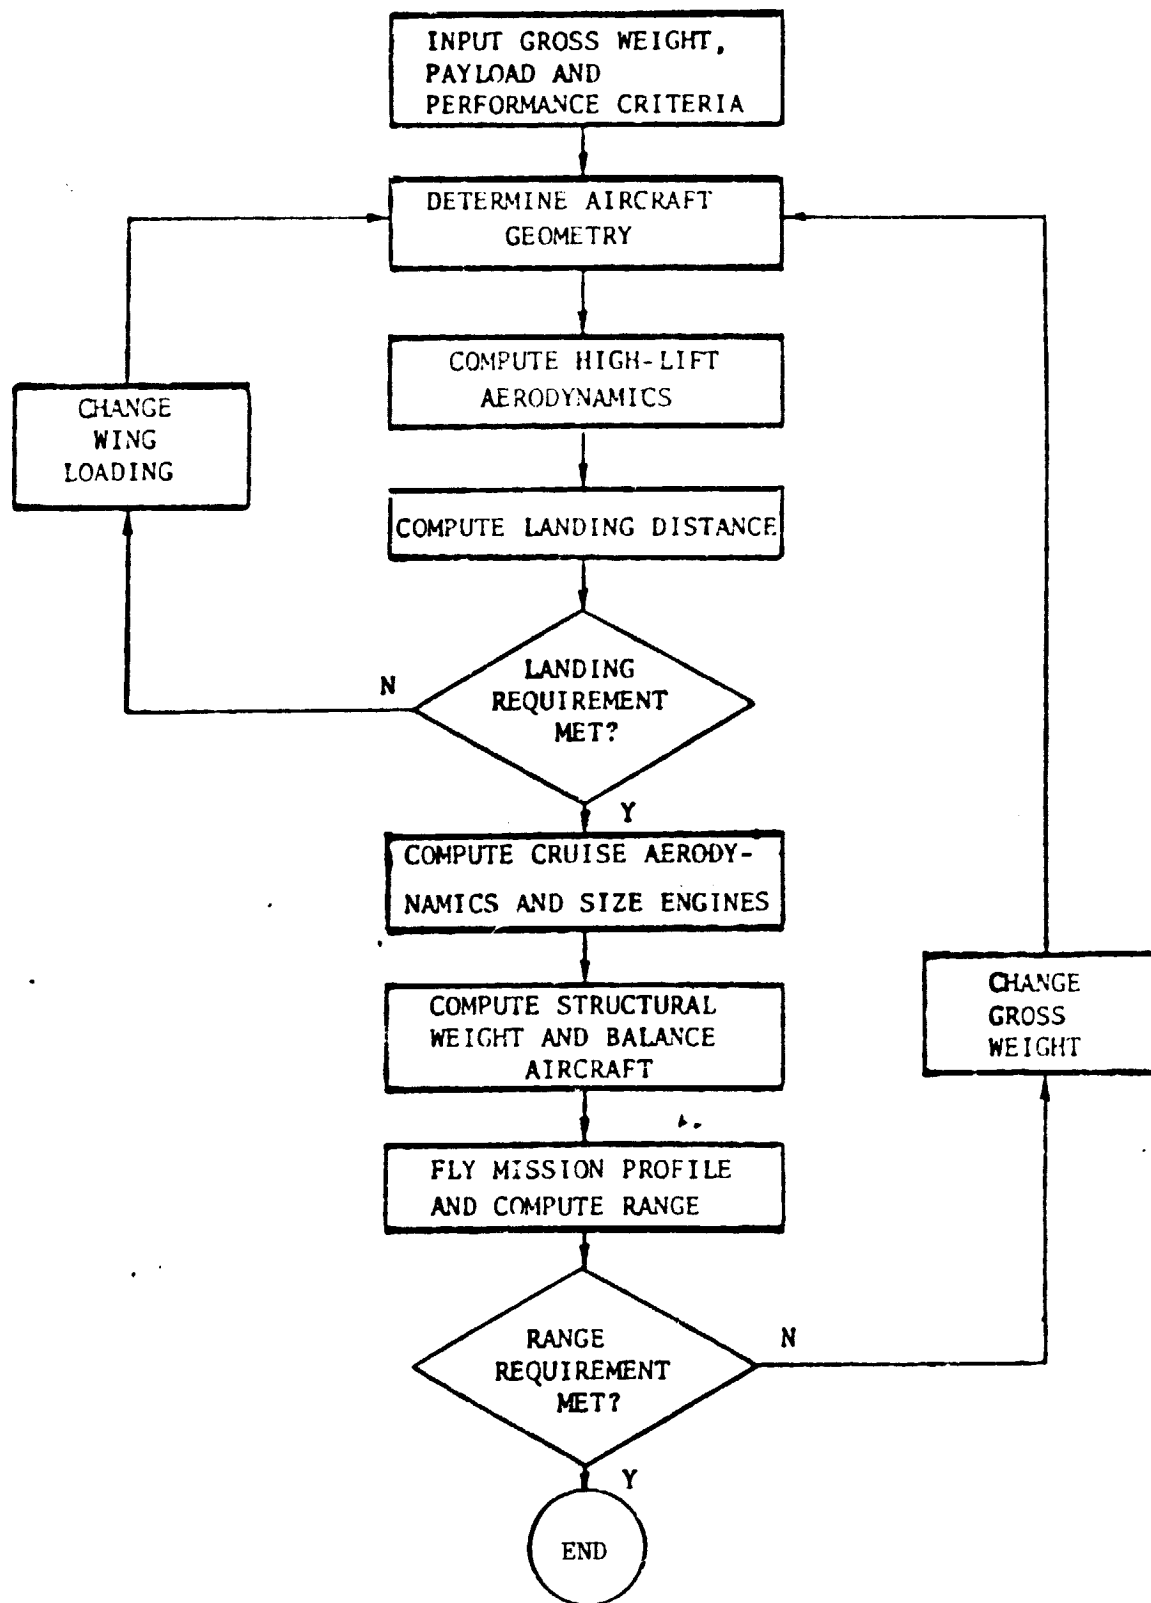 INPUT GROSS WEIGHT,
PAYLOAD AND
PERFORMANCE CRITERIA
DETERMINE AIRCRAFT
GEOMETRY
COMPUTE HIGH-LIFT
AERODYNAMICS
CHANGE
WING
LOADING
COMPUTE LANDING DISTANCE
LANDING
REQUIREMENT
MET?
N
Y
COMPUTE CRUISE AERODY-
NAMICS AND SIZE ENGINES
COMPUTE STRUCTURAL
WEIGHT AND BALANCE
AIRCRAFT
CHANGE
GROSS
WEIGHT
FLY MISSION PROFILE
AND COMPUTE RANGE
RANGE
REQUIREMENT
MET?
N
Y
END